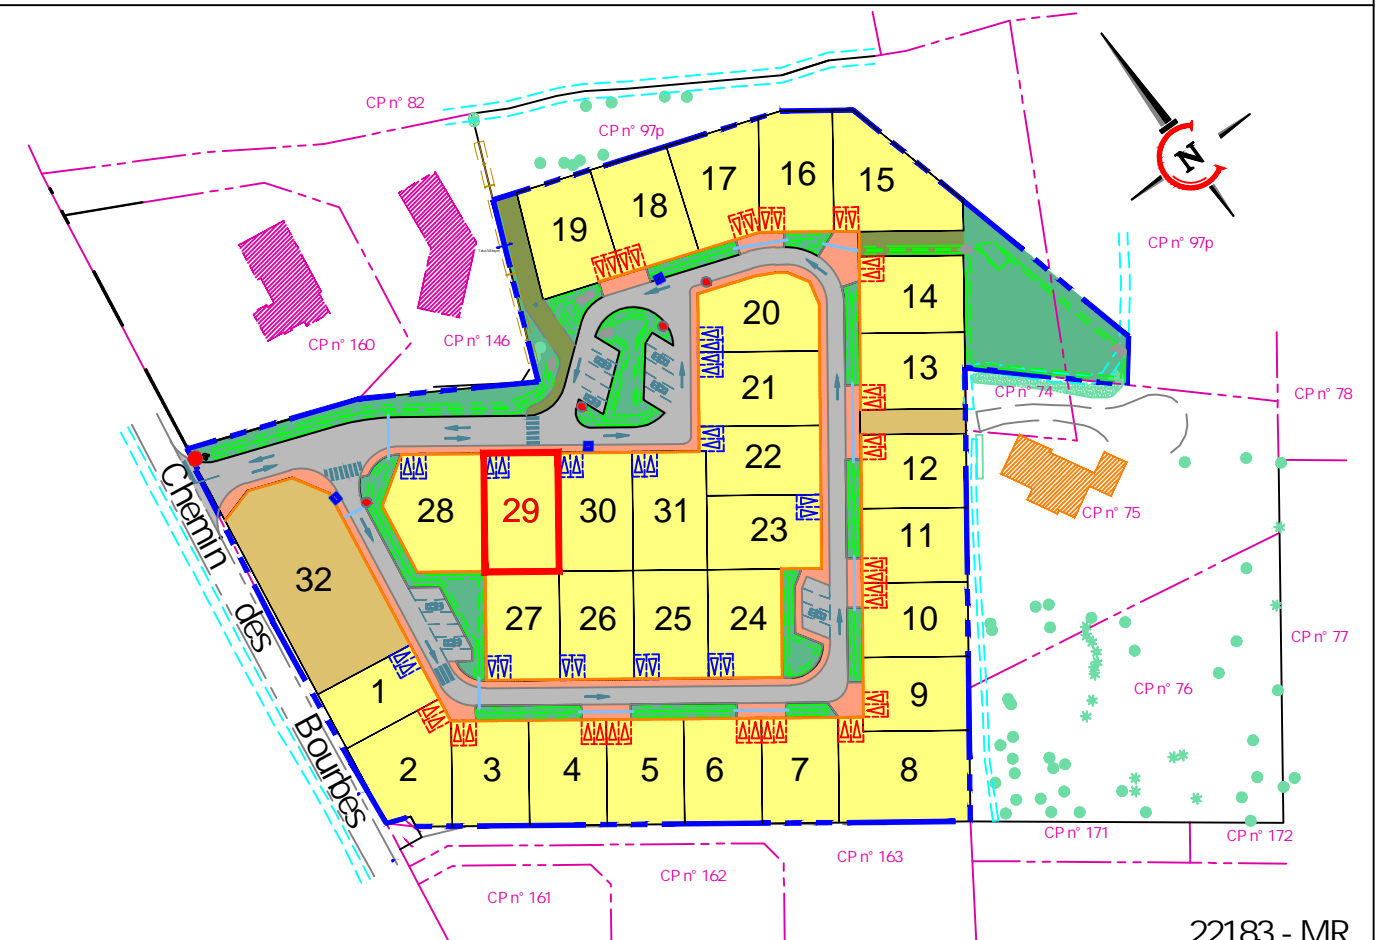 CP n° 82
CP n° 97p
N
CP n° 97p
CP n° 160
CP n° 146
CP n° 74
CP n° 78
CP n° 75
CP n° 77
CP n° 76
CP n° 171
CP n° 172
CP n° 163
CP n° 162
CP n° 161
19
18
17
16
15
14
13
12
11
10
9
8
7
6
5
4
3
2
1
32
28
29
30
31
20
21
22
23
27
26
25
24
Chemin
des
Bourbes
22183 - MR